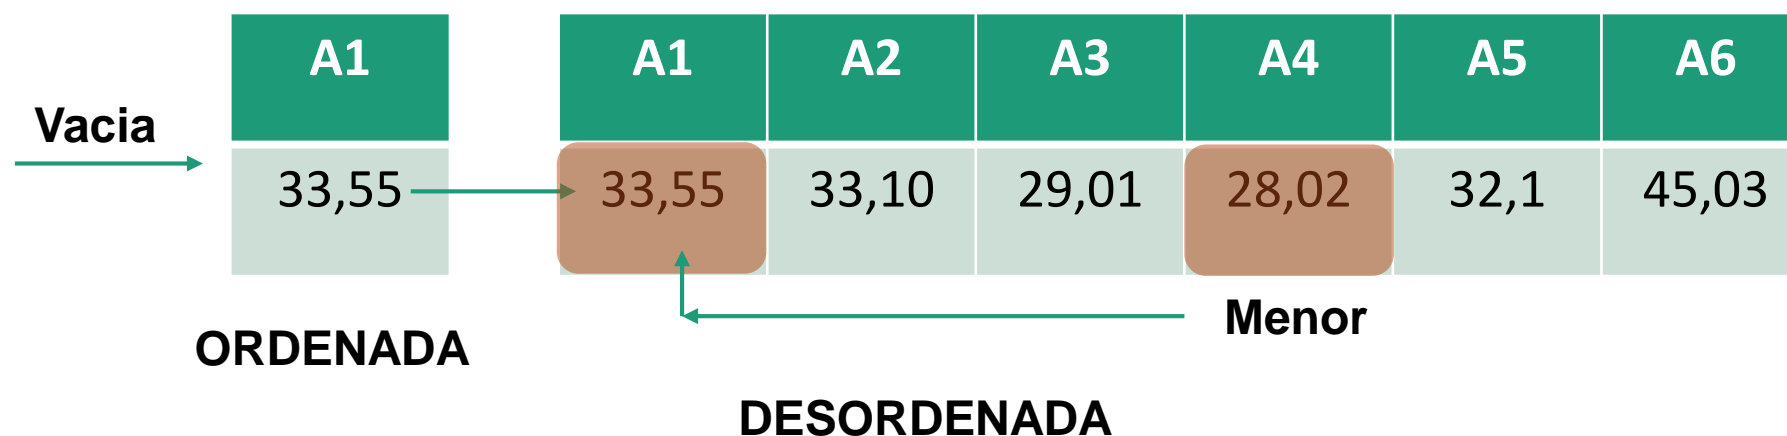 A1 A1 A2 A3 A4 A5 A6
Vacia
33,55 33,55 33,10 29,01 28,02 32,1 45,03
Menor
ORDENADA
DESORDENADA